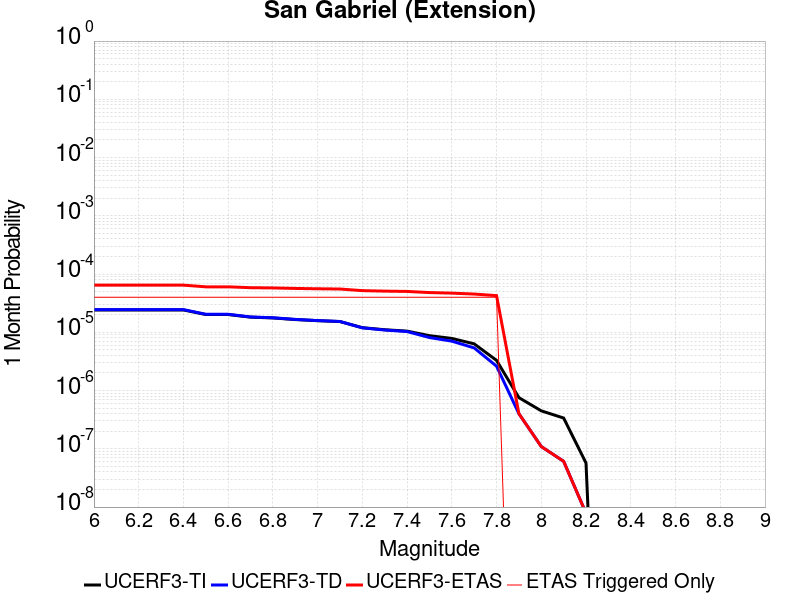 San Gabriel (Extension)
1 Month Probability
10^0
10^-1
10^-2
10^-3
10^-4
10^-5
10^-6
10^-7
10^-8
6 6.2 6.4 6.6 6.8 7 7.2 7.4 7.6 7.8 8 8.2 8.4 8.6 8.8 9
Magnitude
UCERF3-TI UCERF3-TD UCERF3-ETAS ETAS Triggered Only